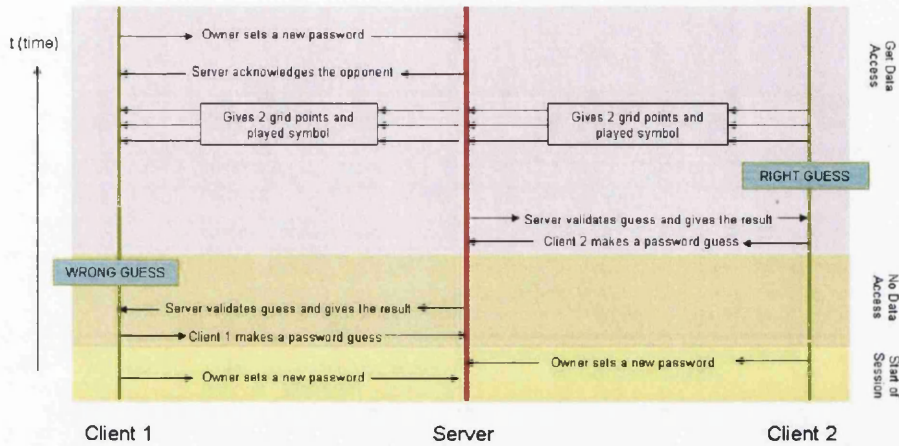 Owner sets a new password
t (time)
Server acknowledges the opponent
Get Data
Access
Gives 2 grid points and
played symbol
Gives 2 grid points and
played symbol
RIGHT GUESS
Server validates guess and gives the result
Client 2 makes a password guess
WRONG GUESS
No Data
Access
Server validates guess and gives the result
Client 1 makes a password guess
Owner sets a new password
Start of
Session
Owner sets a new password
Client 1
Server
Client 2